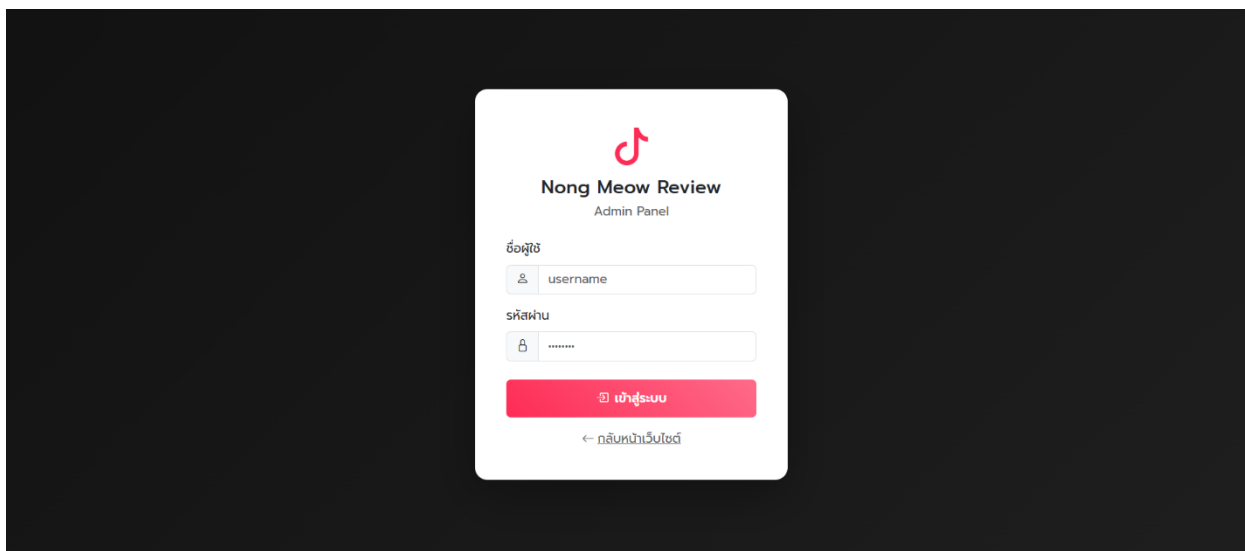 Nong Meow Review
Admin Panel
ชื่อผู้ใช้
username
รหัสผ่าน
••••••••
เข้าสู่ระบบ
← กลับหน้าเว็บไซต์